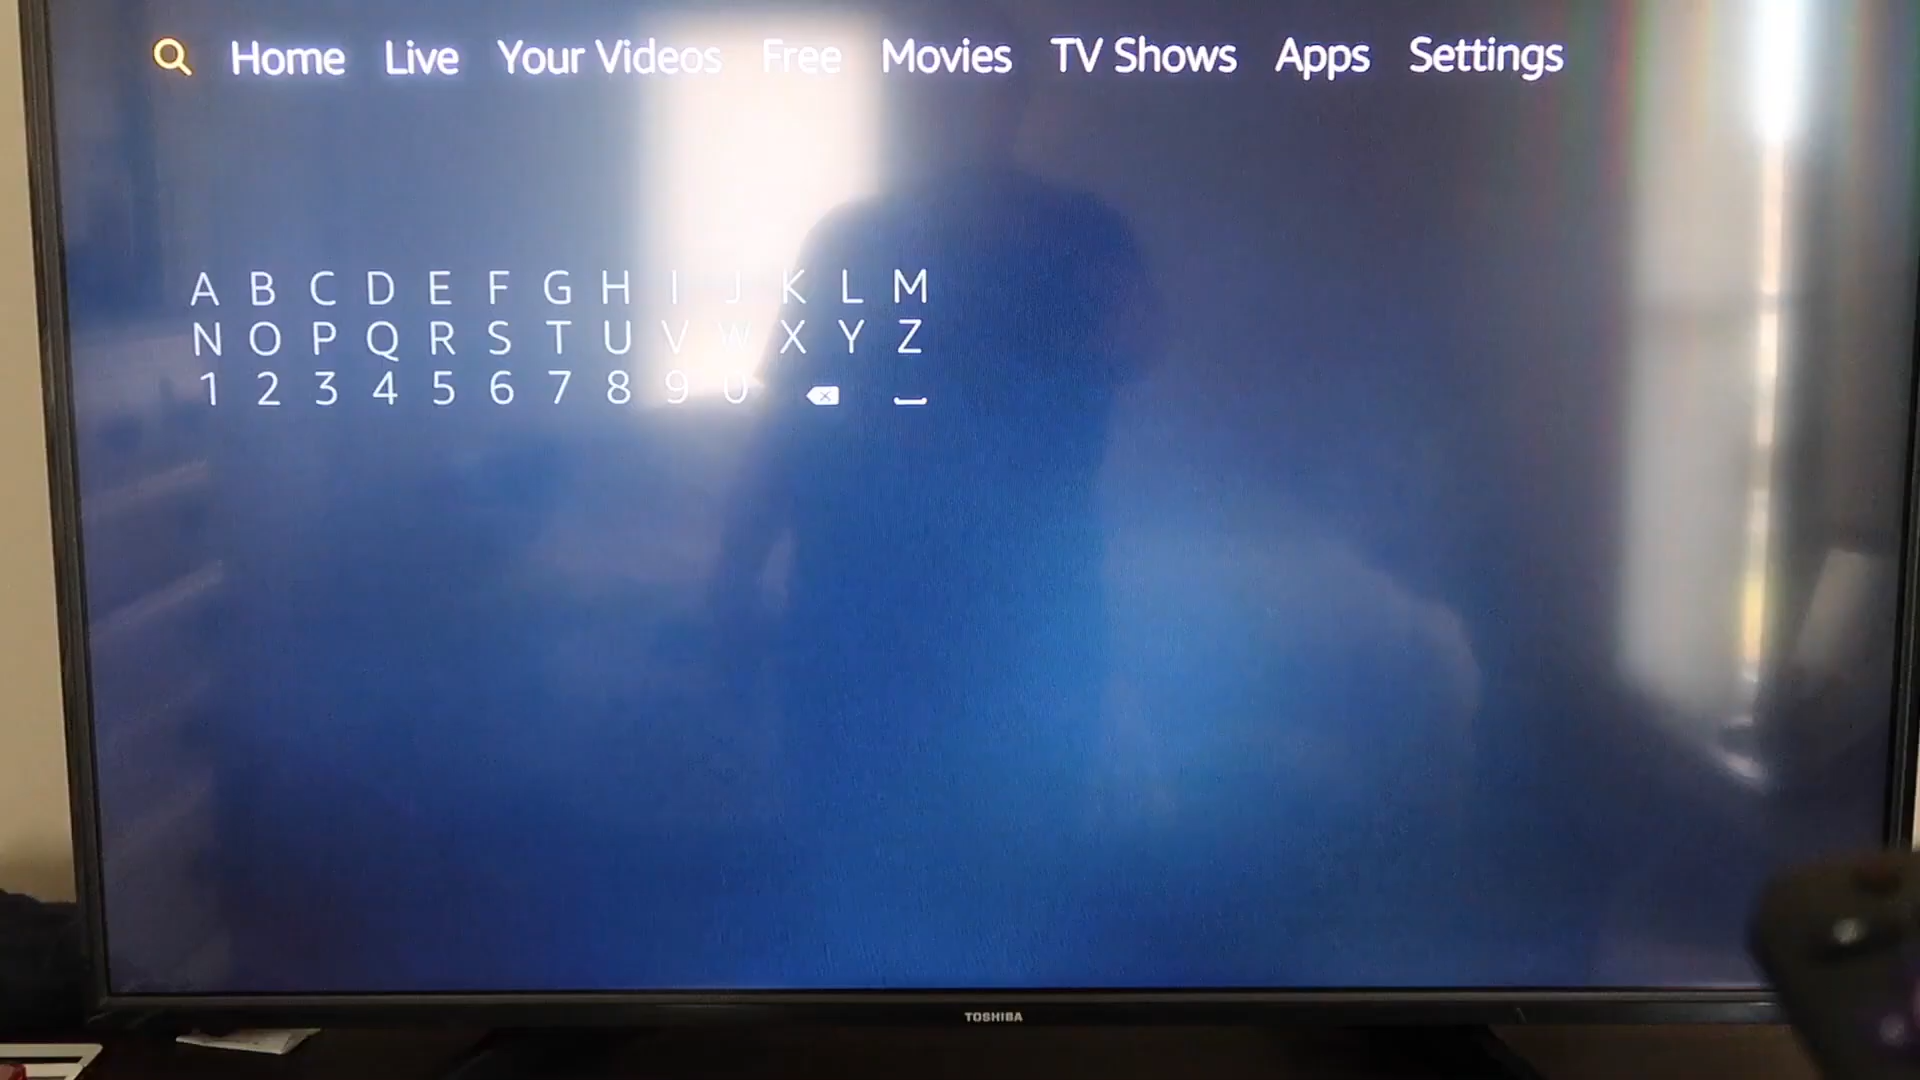 Home Live Your Videos Free Movies TV Shows Apps Settings
A B C D E F G H I J K L M
N O P Q R S T U V W X Y Z
1 2 3 4 5 6 7 8 9 0
TOSHIBA